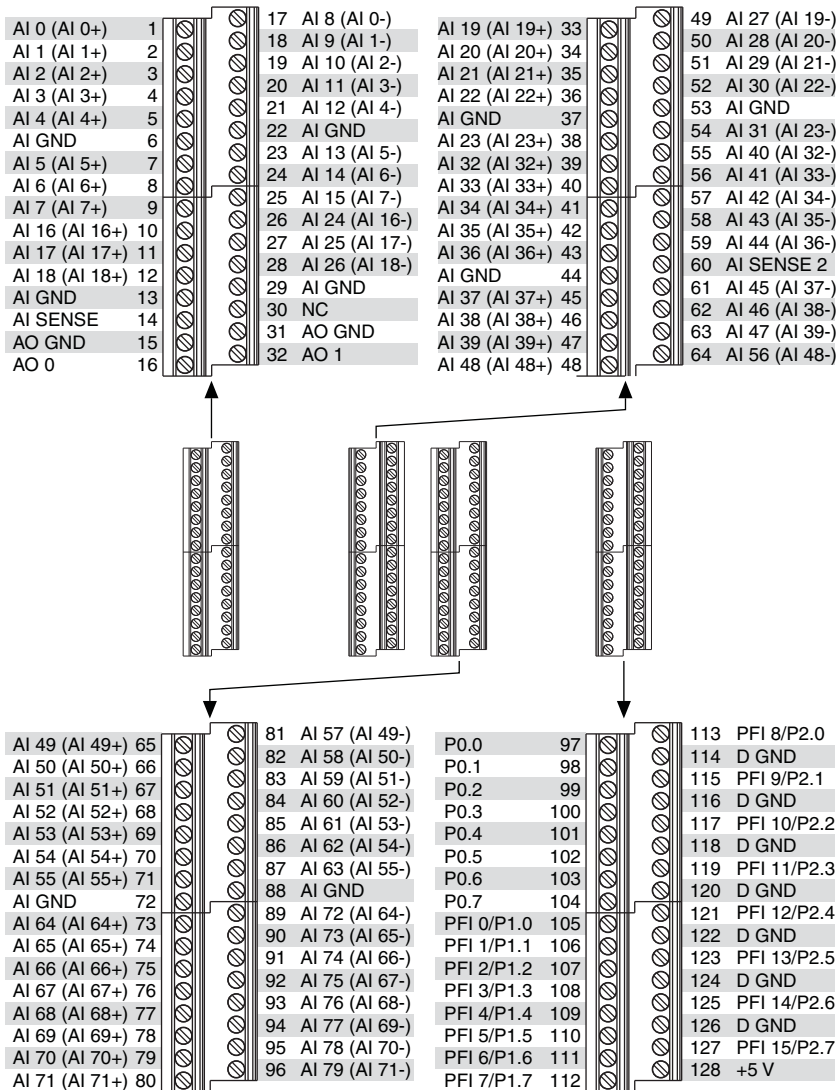 AI 0 (AI 0+) 1
AI 1 (AI 1+) 2
AI 2 (AI 2+) 3
AI 3 (AI 3+) 4
AI 4 (AI 4+) 5
AI GND 6
AI 5 (AI 5+) 7
AI 6 (AI 6+) 8
AI 7 (AI 7+) 9
AI 16 (AI 16+) 10
AI 17 (AI 17+) 11
AI 18 (AI 18+) 12
AI GND 13
AI SENSE 14
AO GND 15
AO 0 16
17 AI 8 (AI 0-)
18 AI 9 (AI 1-)
19 AI 10 (AI 2-)
20 AI 11 (AI 3-)
21 AI 12 (AI 4-)
22 AI GND
23 AI 13 (AI 5-)
24 AI 14 (AI 6-)
25 AI 15 (AI 7-)
26 AI 24 (AI 16-)
27 AI 25 (AI 17-)
28 AI 26 (AI 18-)
29 AI GND
30 NC
31 AO GND
32 AO 1
AI 19 (AI 19+) 33
AI 20 (AI 20+) 34
AI 21 (AI 21+) 35
AI 22 (AI 22+) 36
AI GND 37
AI 23 (AI 23+) 38
AI 32 (AI 32+) 39
AI 33 (AI 33+) 40
AI 34 (AI 34+) 41
AI 35 (AI 35+) 42
AI 36 (AI 36+) 43
AI GND 44
AI 37 (AI 37+) 45
AI 38 (AI 38+) 46
AI 39 (AI 39+) 47
AI 48 (AI 48+) 48
49 AI 27 (AI 19-)
50 AI 28 (AI 20-)
51 AI 29 (AI 21-)
52 AI 30 (AI 22-)
53 AI GND
54 AI 31 (AI 23-)
55 AI 40 (AI 32-)
56 AI 41 (AI 33-)
57 AI 42 (AI 34-)
58 AI 43 (AI 35-)
59 AI 44 (AI 36-)
60 AI SENSE 2
61 AI 45 (AI 37-)
62 AI 46 (AI 38-)
63 AI 47 (AI 39-)
64 AI 56 (AI 48-)
AI 49 (AI 49+) 65
AI 50 (AI 50+) 66
AI 51 (AI 51+) 67
AI 52 (AI 52+) 68
AI 53 (AI 53+) 69
AI 54 (AI 54+) 70
AI 55 (AI 55+) 71
AI GND 72
AI 64 (AI 64+) 73
AI 65 (AI 65+) 74
AI 66 (AI 66+) 75
AI 67 (AI 67+) 76
AI 68 (AI 68+) 77
AI 69 (AI 69+) 78
AI 70 (AI 70+) 79
AI 71 (AI 71+) 80
81 AI 57 (AI 49-)
82 AI 58 (AI 50-)
83 AI 59 (AI 51-)
84 AI 60 (AI 52-)
85 AI 61 (AI 53-)
86 AI 62 (AI 54-)
87 AI 63 (AI 55-)
88 AI GND
89 AI 72 (AI 64-)
90 AI 73 (AI 65-)
91 AI 74 (AI 66-)
92 AI 75 (AI 67-)
93 AI 76 (AI 68-)
94 AI 77 (AI 69-)
95 AI 78 (AI 70-)
96 AI 79 (AI 71-)
P0.0 97
P0.1 98
P0.2 99
P0.3 100
P0.4 101
P0.5 102
P0.6 103
P0.7 104
PFI 0/P1.0 105
PFI 1/P1.1 106
PFI 2/P1.2 107
PFI 3/P1.3 108
PFI 4/P1.4 109
PFI 5/P1.5 110
PFI 6/P1.6 111
PFI 7/P1.7 112
113 PFI 8/P2.0
114 D GND
115 PFI 9/P2.1
116 D GND
117 PFI 10/P2.2
118 D GND
119 PFI 11/P2.3
120 D GND
121 PFI 12/P2.4
122 D GND
123 PFI 13/P2.5
124 D GND
125 PFI 14/P2.6
126 D GND
127 PFI 15/P2.7
128 +5 V